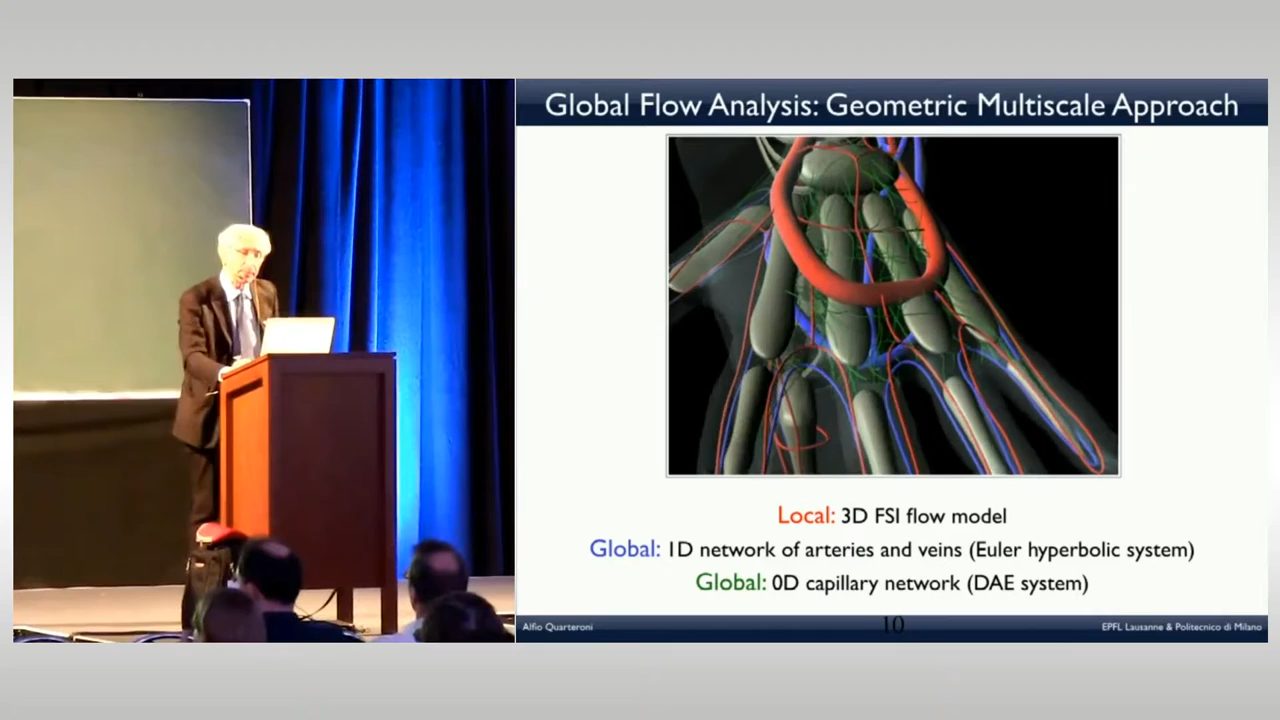 Global Flow Analysis: Geometric Multiscale Approach
Local: 3D FSI flow model
Global: 1D network of arteries and veins (Euler hyperbolic system)
Global: 0D capillary network (DAE system)
Alfio Quarteroni
10
EPFL Lausanne & Politecnico di Milano